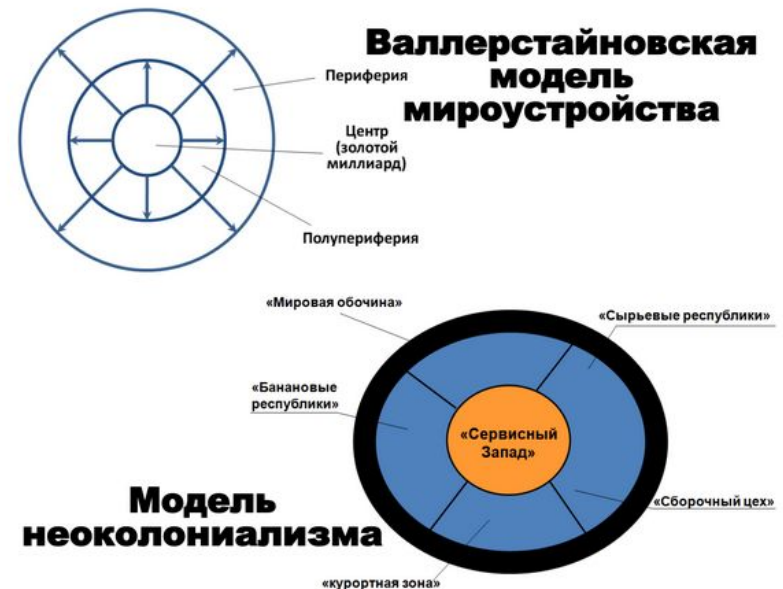 Валлерстайновская
модель
мироустройства
Периферия
Центр
(золотой
миллиард)
Полупериферия
«Мировая обочина»
«Сырьевые республики»
«Банановые
республики»
«Сервисный
Запад»
«Сборочный цех»
Модель
неоколониализма
«курортная зона»